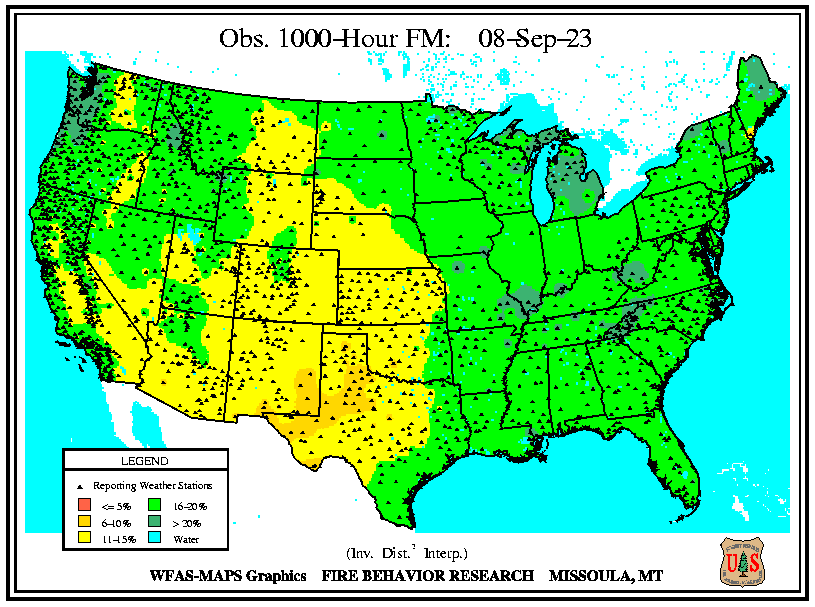 Obs. 1000-Hour FM: 08-Sep-23
LEGEND
Reporting Weather Stations
<= 5%
16-20%
6-10%
> 20%
11-15%
Water
(Inv. Dist.² Interp.)
WFAS-MAPS Graphics FIRE BEHAVIOR RESEARCH MISSOULA, MT
U S